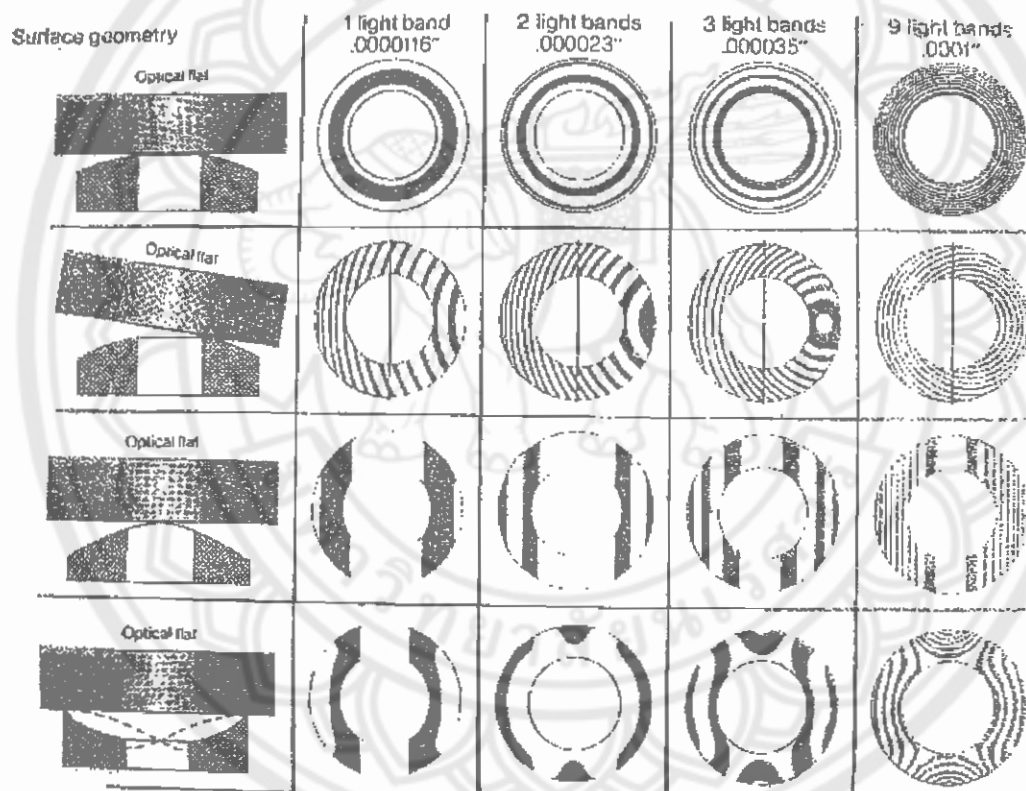 Surface geometry
1 light band
.0000116"
2 light bands
.000023"
3 light bands
.000035"
9 light bands
.0001"
Optical flat
Optical flat
Optical flat
Optical flat